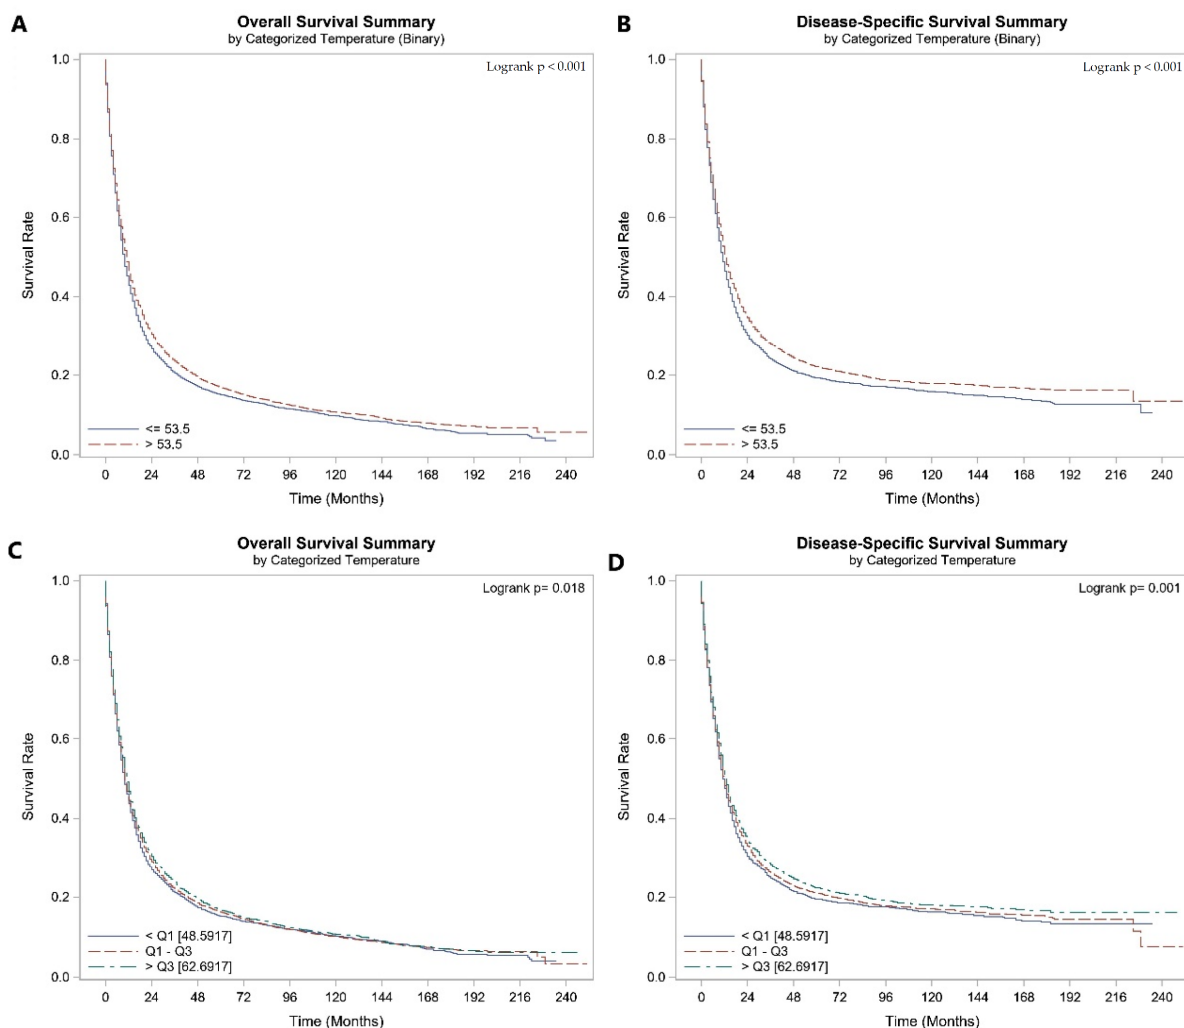 A
Overall Survival Summary
by Categorized Temperature (Binary)
Logrank p < 0.001
1.0
0.8
0.6
0.4
0.2
0.0
Survival Rate
<= 53.5
> 53.5
0 24 48 72 96 120 144 168 192 216 240
Time (Months)
B
Disease-Specific Survival Summary
by Categorized Temperature (Binary)
Logrank p < 0.001
1.0
0.8
0.6
0.4
0.2
0.0
Survival Rate
<= 53.5
> 53.5
0 24 48 72 96 120 144 168 192 216 240
Time (Months)
C
Overall Survival Summary
by Categorized Temperature
Logrank p= 0.018
1.0
0.8
0.6
0.4
0.2
0.0
Survival Rate
< Q1 [48.5917]
Q1 - Q3
> Q3 [62.6917]
0 24 48 72 96 120 144 168 192 216 240
Time (Months)
D
Disease-Specific Survival Summary
by Categorized Temperature
Logrank p= 0.001
1.0
0.8
0.6
0.4
0.2
0.0
Survival Rate
< Q1 [48.5917]
Q1 - Q3
> Q3 [62.6917]
0 24 48 72 96 120 144 168 192 216 240
Time (Months)